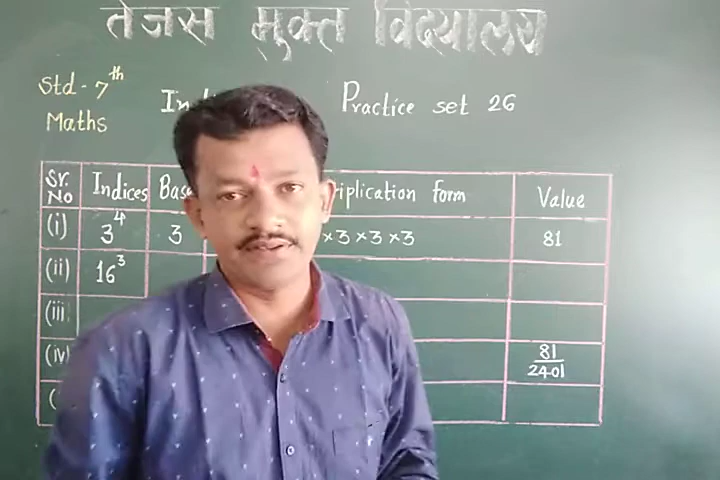 तेजस मुक्त विद्यालय
Std - 7th
Maths
Practice set 26
Sr. No Indices form Value
(i) 3⁴ 3 ×3×3×3 81
(ii) 16³
(iii
(iv 81/2401